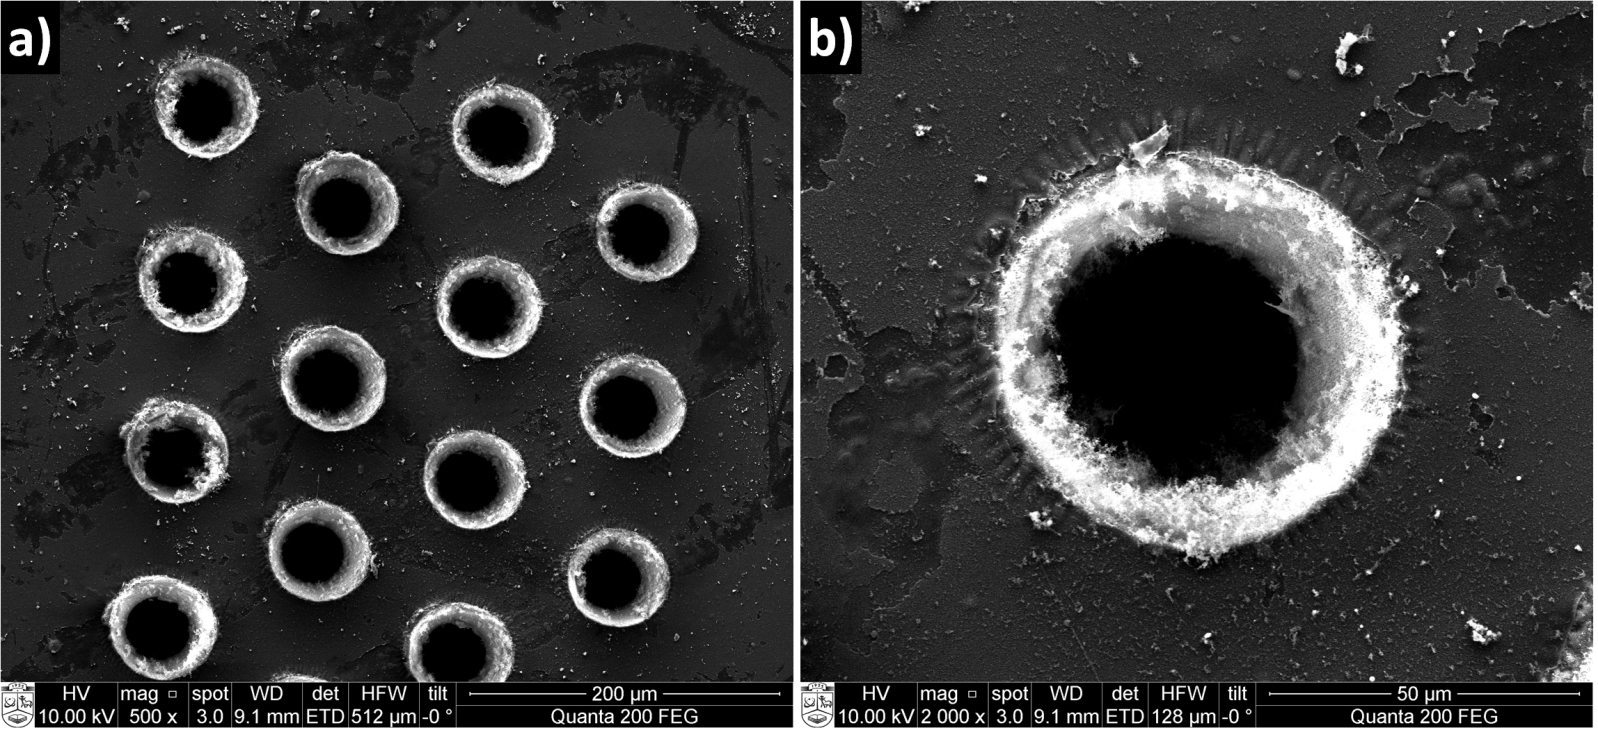 a)
HV mag □ spot WD det HFW tilt 200 µm
10.00 kV 500 x 3.0 9.1 mm ETD 512 µm -0 ° Quanta 200 FEG
b)
HV mag □ spot WD det HFW tilt 50 µm
10.00 kV 2 000 x 3.0 9.1 mm ETD 128 µm -0 ° Quanta 200 FEG